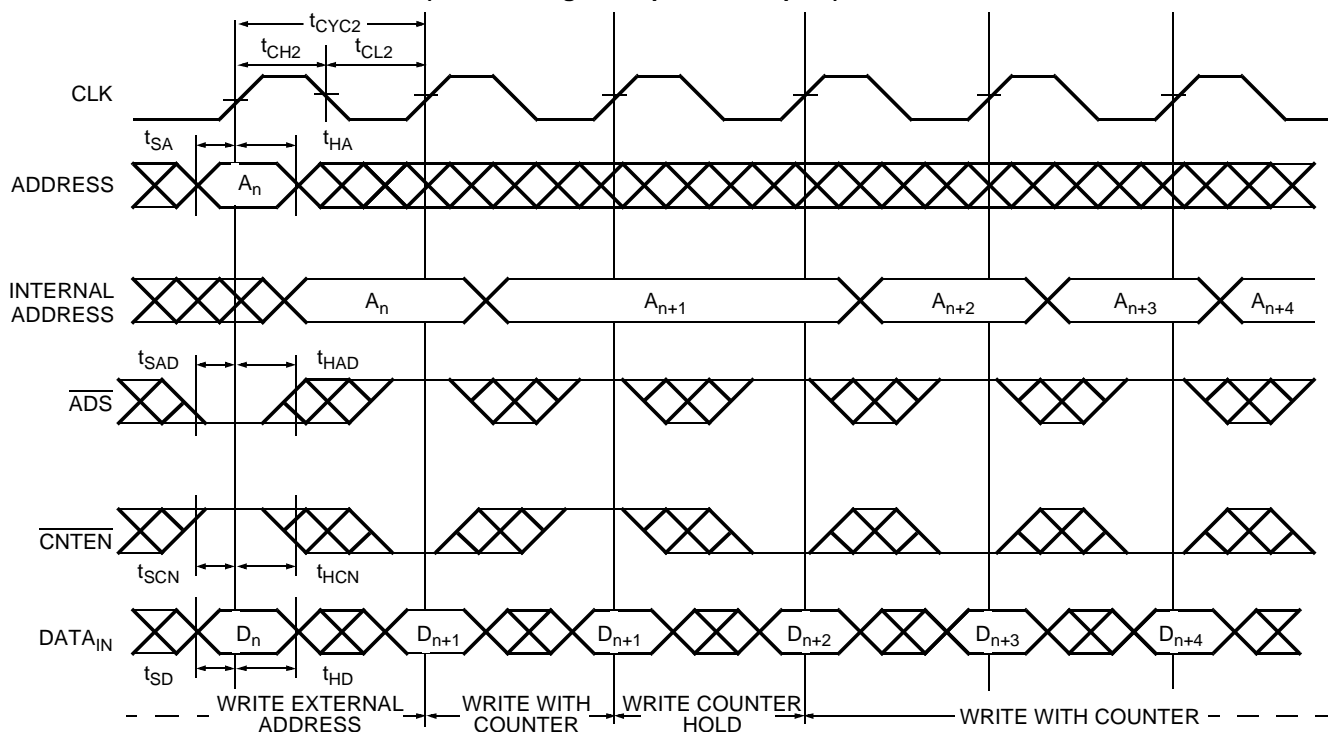 tCYC2
tCH2 tCL2
CLK
tSA tHA
ADDRESS An
INTERNAL
ADDRESS
An An+1 An+2 An+3 An+4
tSAD tHAD
ADS
CNTEN
tSCN tHCN
DATAIN Dn Dn+1 Dn+1 Dn+2 Dn+3 Dn+4
tSD tHD
WRITE EXTERNAL
ADDRESS
WRITE WITH
COUNTER
WRITE COUNTER
HOLD
WRITE WITH COUNTER